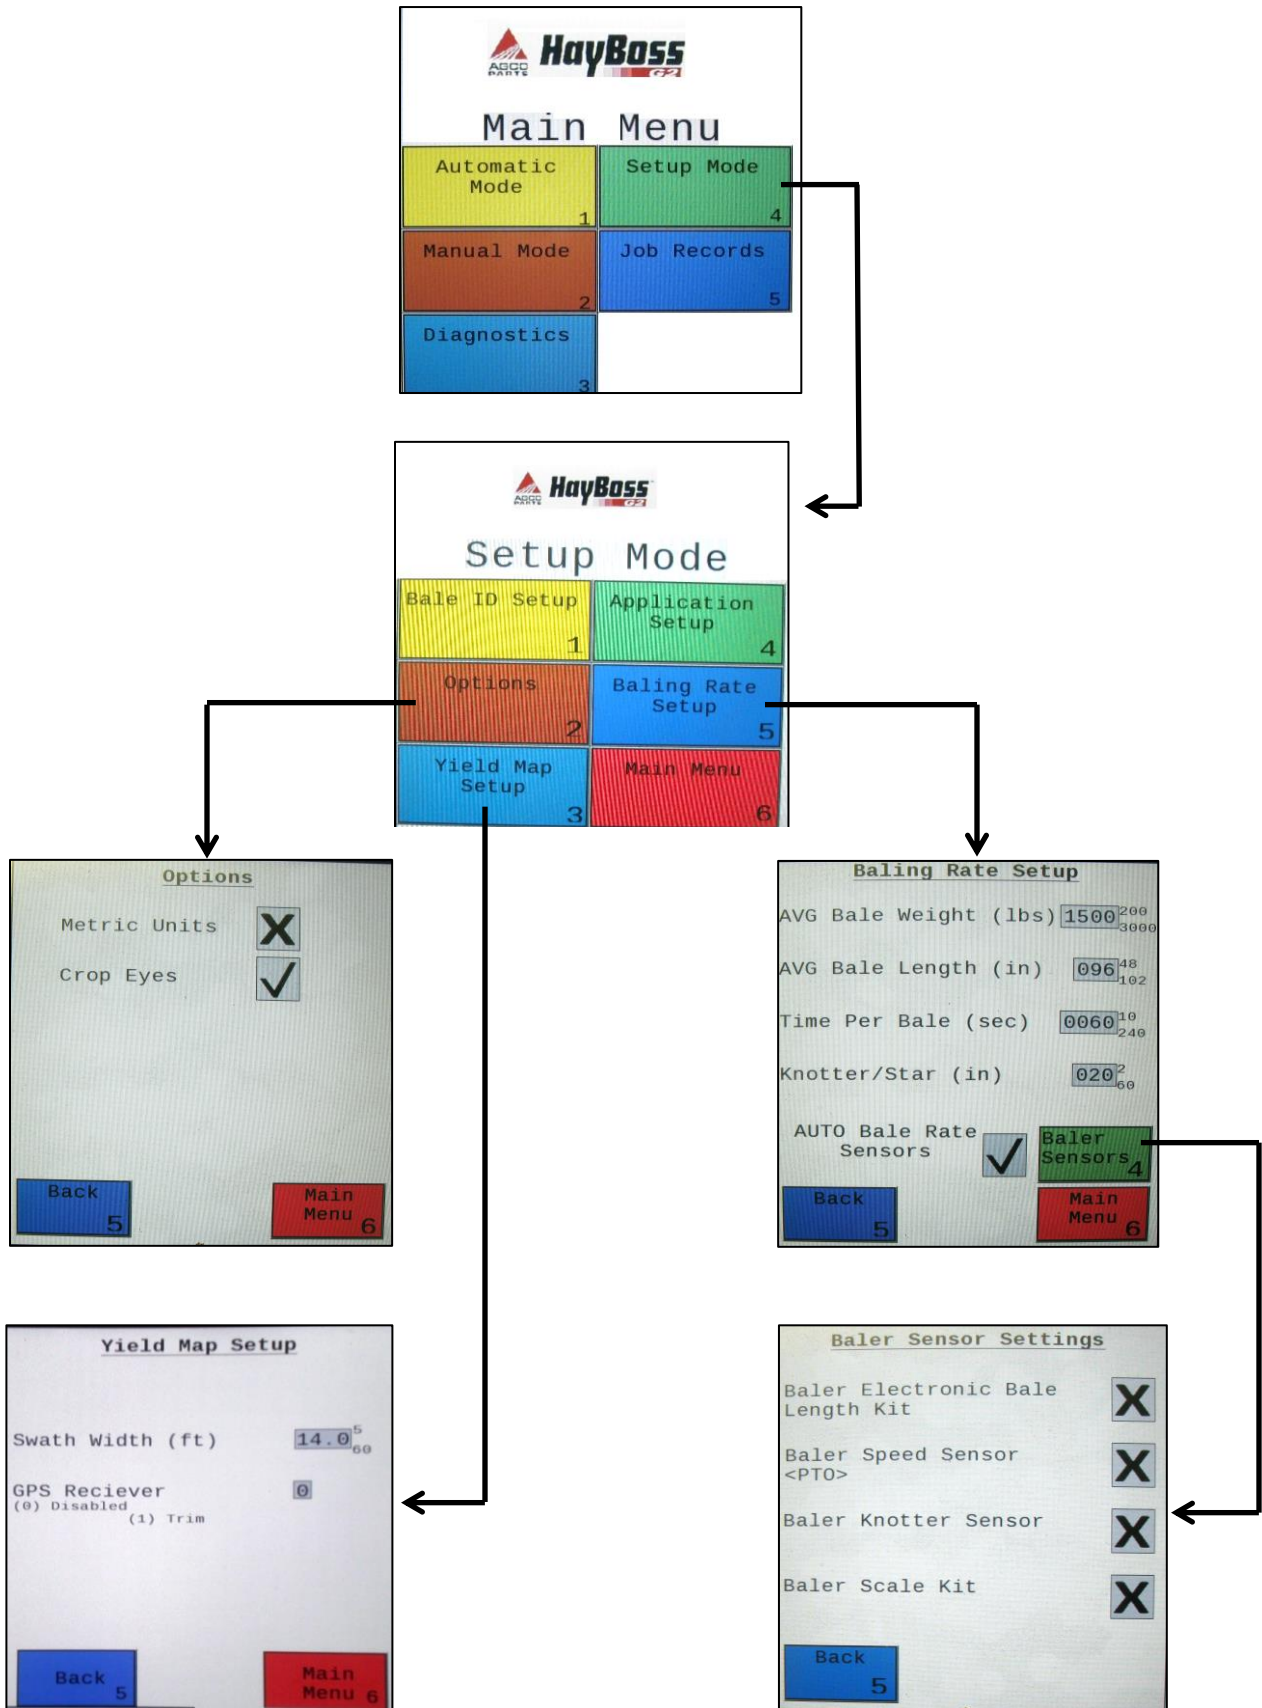 AGCO
PARTS
HayBoss
G2
Main Menu
Automatic
Mode
1
Setup Mode
4
Manual Mode
2
Job Records
5
Diagnostics
3
AGCO
PARTS
HayBoss
G2
Setup Mode
Bale ID Setup
1
Application
Setup
4
Options
2
Baling Rate
Setup
5
Yield Map
Setup
3
Main Menu
6
Options
Metric Units X
Crop Eyes ✓
Back
5
Main
Menu 6
Baling Rate Setup
AVG Bale Weight (lbs) 1500 200
3000
AVG Bale Length (in) 096 48
102
Time Per Bale (sec) 0060 10
240
Knotter/Star (in) 020 2
60
AUTO Bale Rate
Sensors ✓
Baler
Sensors 4
Back
5
Main
Menu 6
Yield Map Setup
Swath Width (ft) 14.0 5
60
GPS Reciever 0
(0) Disabled
(1) Trim
Back
5
Main
Menu 6
Baler Sensor Settings
Baler Electronic Bale
Length Kit X
Baler Speed Sensor
<PTO> X
Baler Knotter Sensor X
Baler Scale Kit X
Back
5